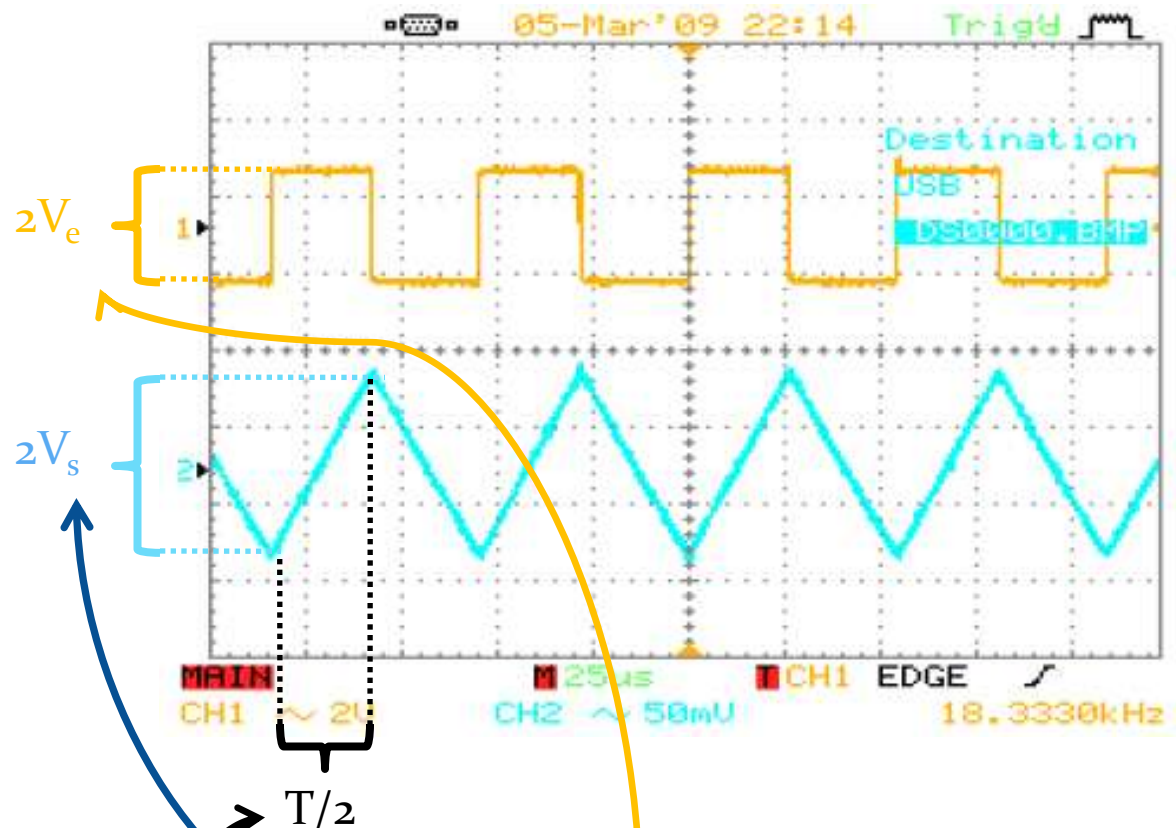 05-Mar'09 22:14 Trig'd
Destination
USB
DS0000.BMP
2Ve
1
2Vs
2
MAIN M 25us T CH1 EDGE
CH1 ~ 2V CH2 ~ 50mV 18.3330kHz
T/2